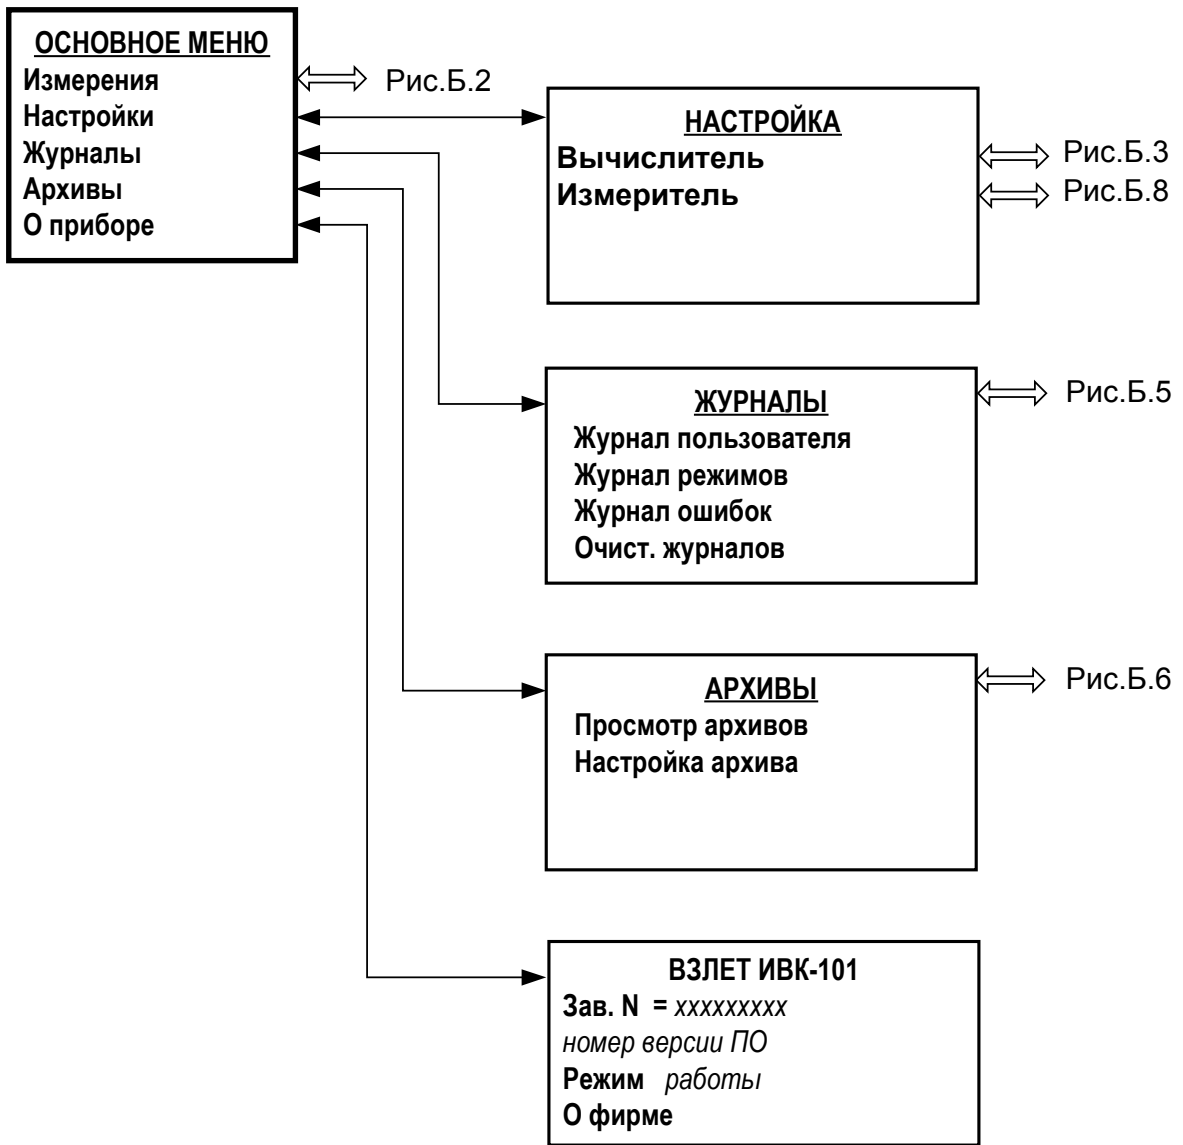 ОСНОВНОЕ МЕНЮ
Измерения
Настройки
Журналы
Архивы
О приборе
Рис.Б.2
НАСТРОЙКА
Вычислитель
Измеритель
Рис.Б.3
Рис.Б.8
ЖУРНАЛЫ
Журнал пользователя
Журнал режимов
Журнал ошибок
Очист. журналов
Рис.Б.5
АРХИВЫ
Просмотр архивов
Настройка архива
Рис.Б.6
ВЗЛЕТ ИВК-101
Зав. N = xxxxxxxxx
номер версии ПО
Режим работы
О фирме